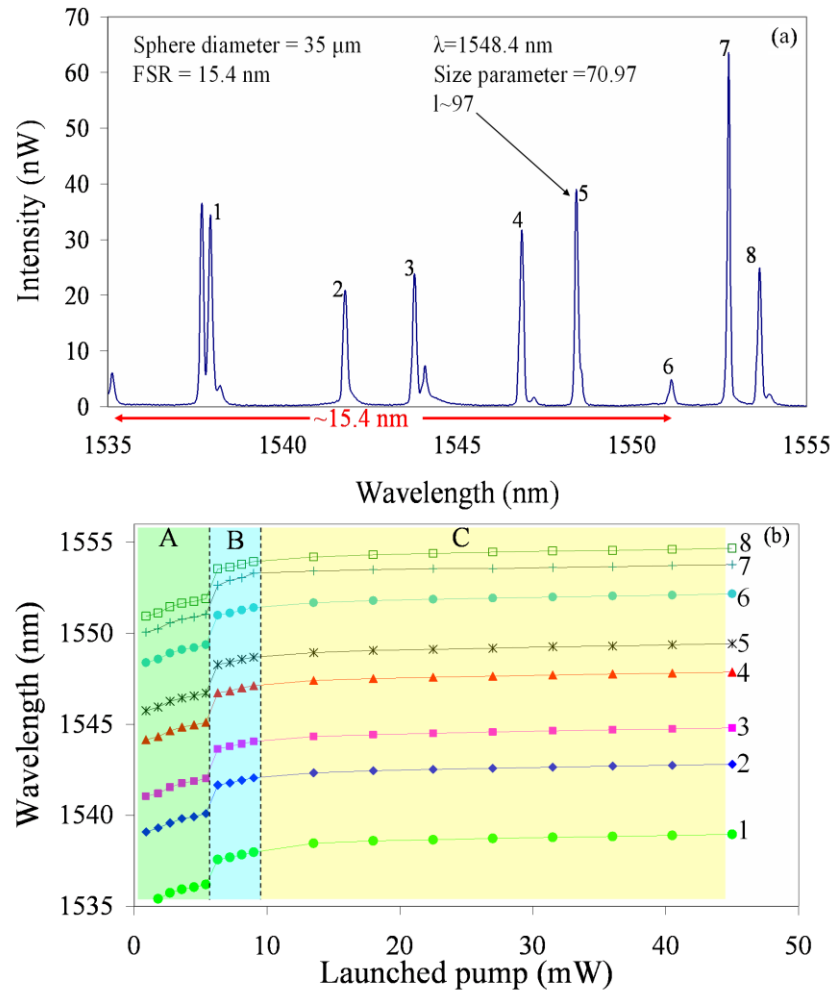 70
60
50
40
30
20
10
0
Intensity (nW)
Sphere diameter = 35 μm
FSR = 15.4 nm
λ=1548.4 nm
Size parameter =70.97
l~97
(a)
1
2
3
4
5
6
7
8
~15.4 nm
1535
1540
1545
1550
1555
Wavelength (nm)
A
B
C
(b)
1555
1550
1545
1540
1535
Wavelength (nm)
8
7
6
5
4
3
2
1
0
10
20
30
40
50
Launched pump (mW)